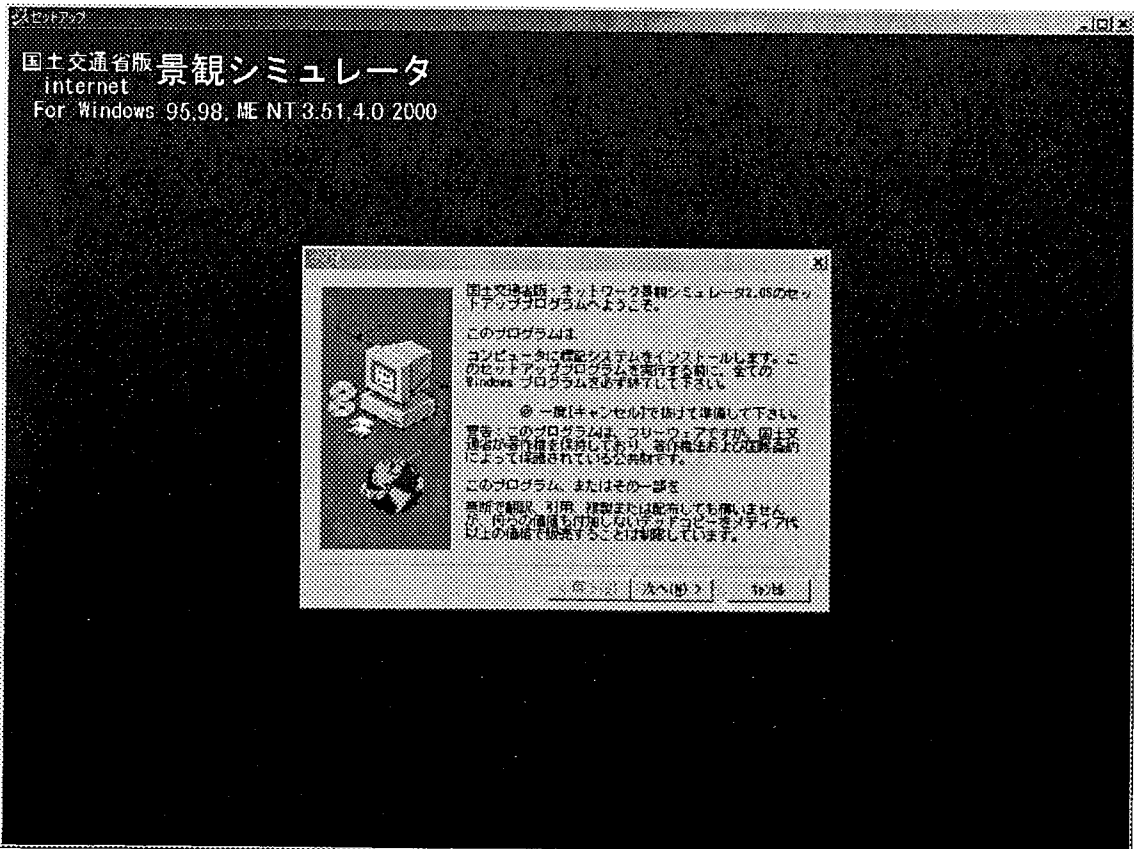 セットアップ
国土交通省版 景観シミュレータ
internet
For Windows 95,98, ME NT 3.51,4.0 2000
国土交通省版・ネットワーク景観シミュレータ2.05のセッ
トアッププログラムへようこそ。
このプログラムは
コンピュータに標記システムをインストールします。こ
のセットアッププログラムを実行する前に、全ての
Windows プログラムを必ず終了して下さい。
一度[キャンセル]で抜けて準備して下さい。
警告:このプログラムは、フリーウェアですが、国土交
通省が著作権を保持しており、著作権法および国際条約
によって保護されている公共財です。
このプログラム、またはその一部を
無断で翻訳、引用、複製または配布しても構いません
が、何らの価値も付加しないデッドコピーをメディア代
以上の価格で販売することは制限しています。
次へ(N) > キャンセル